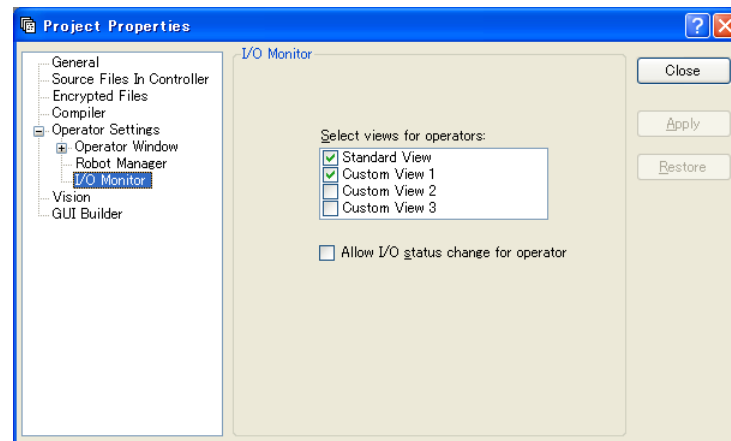 Project Properties
General
Source Files In Controller
Encrypted Files
Compiler
Operator Settings
Operator Window
Robot Manager
I/O Monitor
Vision
GUI Builder
I/O Monitor
Select views for operators:
Standard View
Custom View 1
Custom View 2
Custom View 3
Allow I/O status change for operator
Close
Apply
Restore